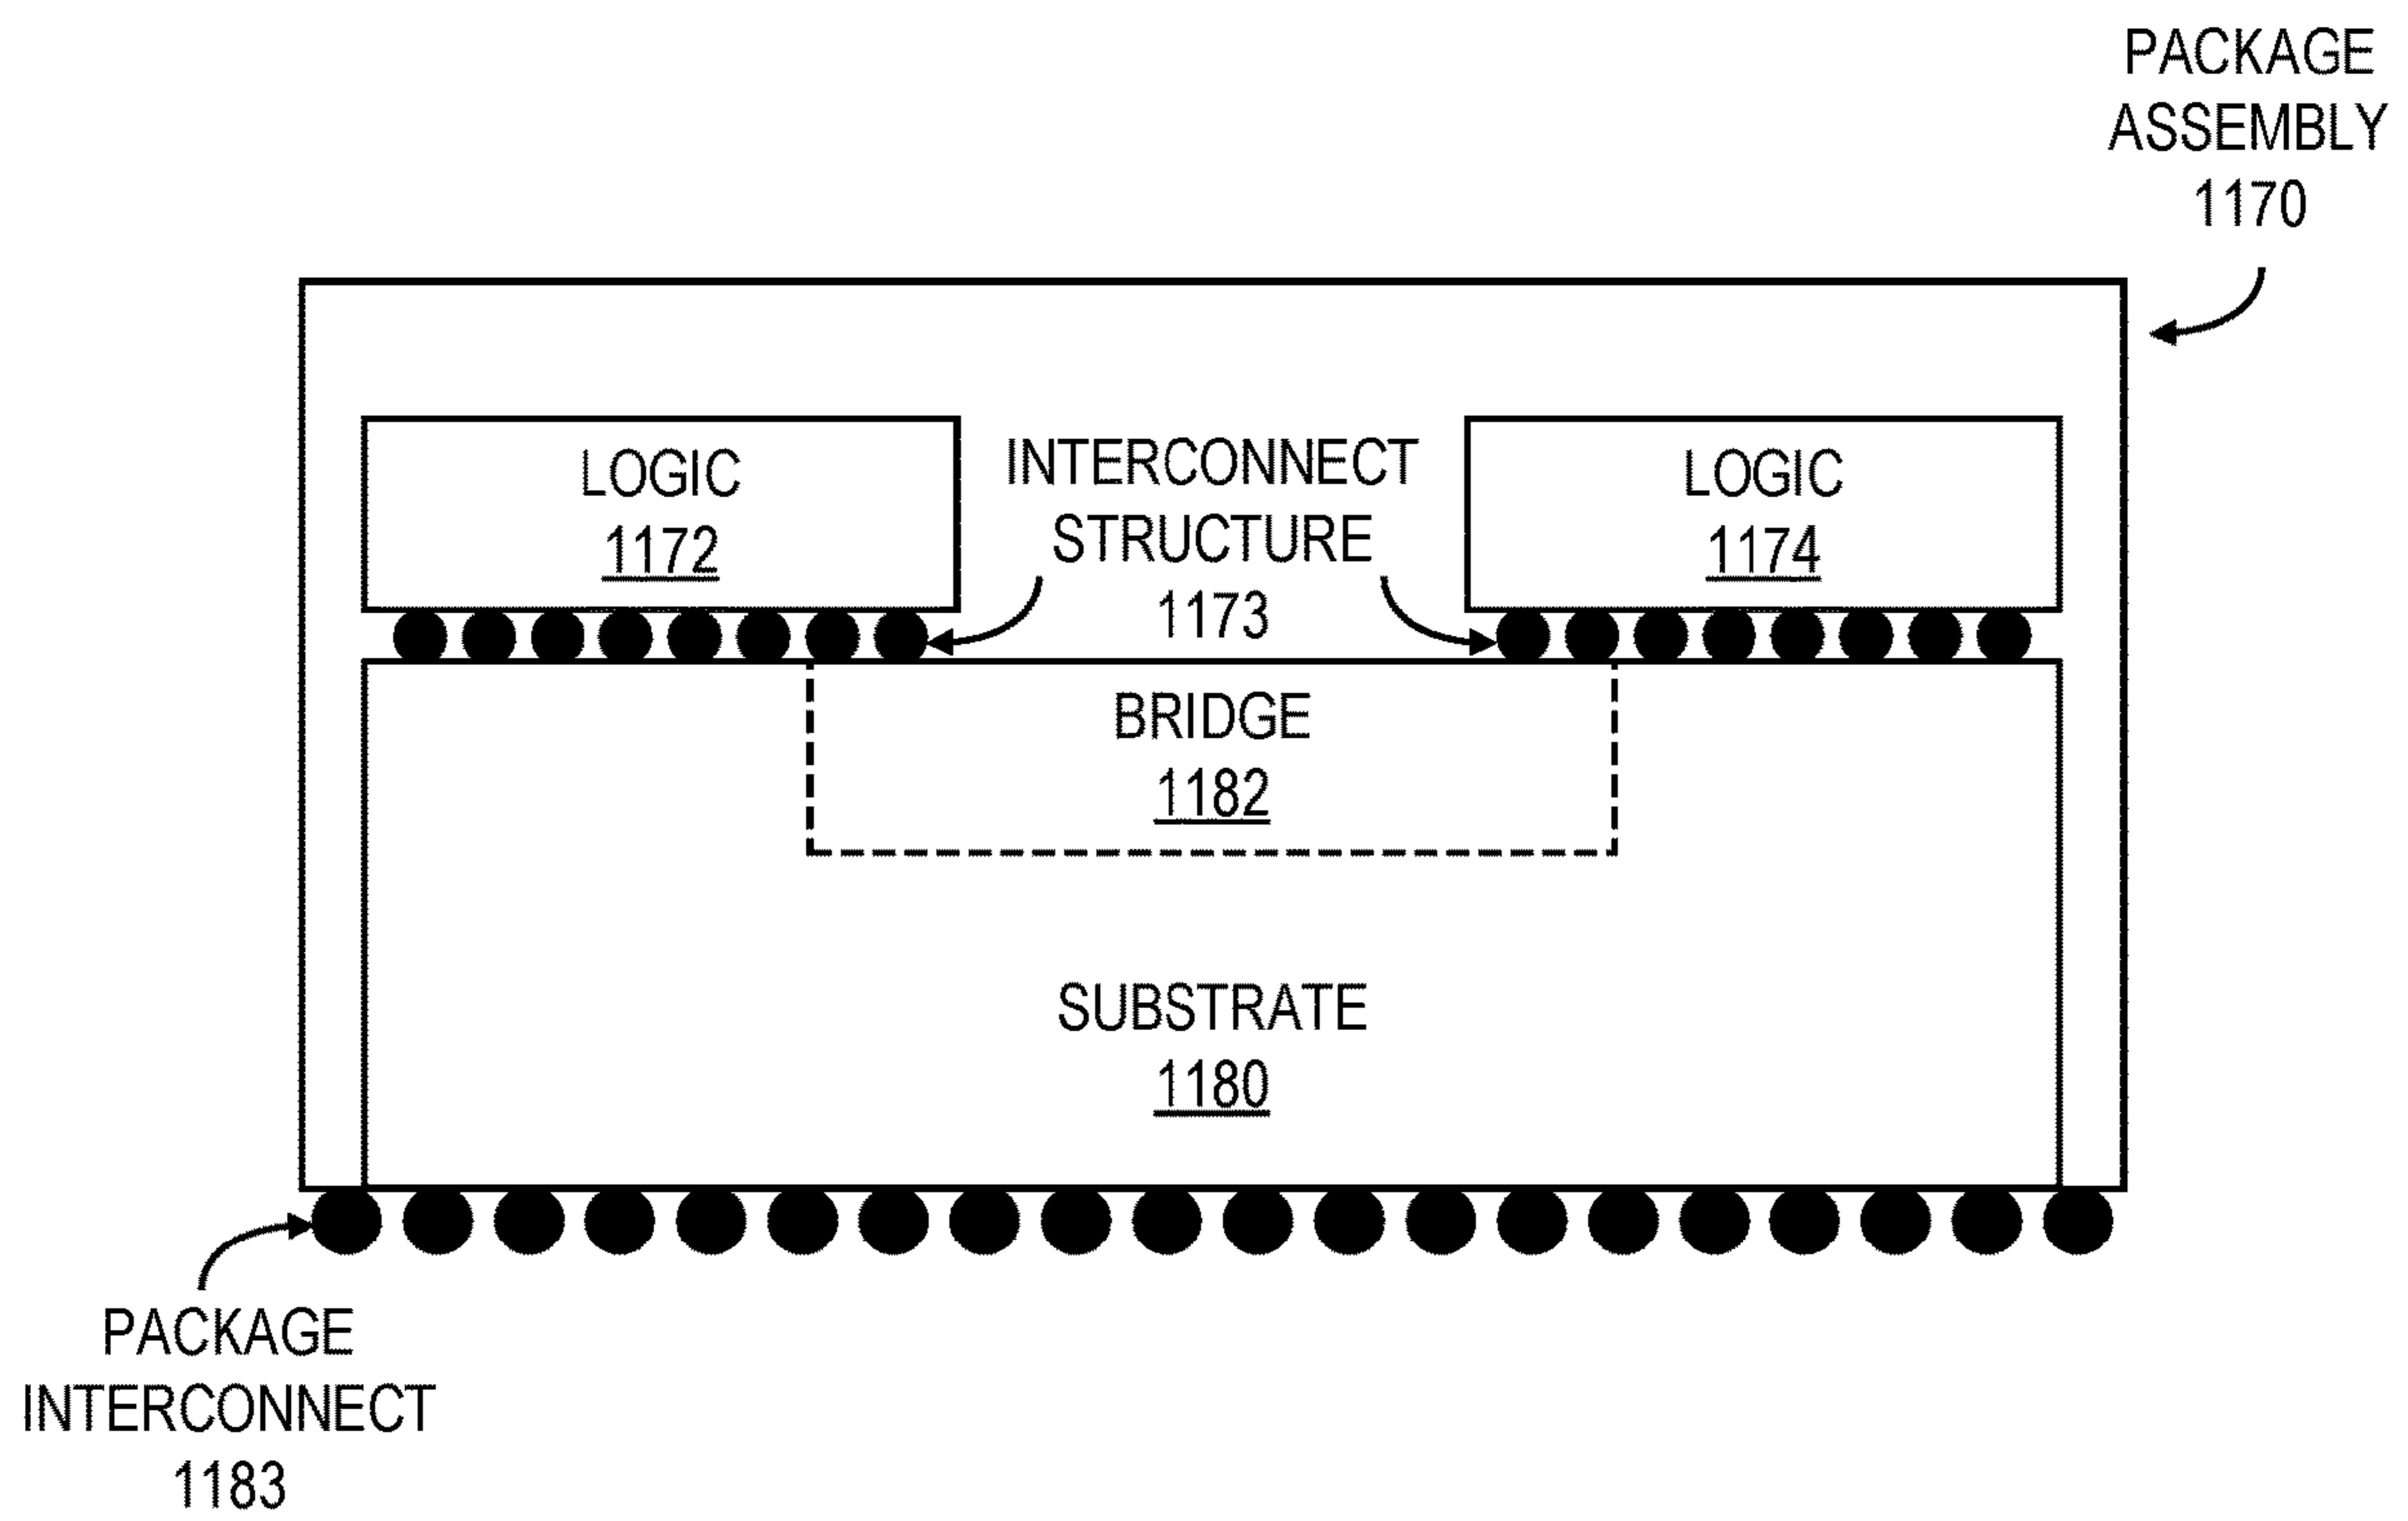 PACKAGE
ASSEMBLY
1170
LOGIC
1172
INTERCONNECT
STRUCTURE
1173
LOGIC
1174
BRIDGE
1182
SUBSTRATE
1180
PACKAGE
INTERCONNECT
1183